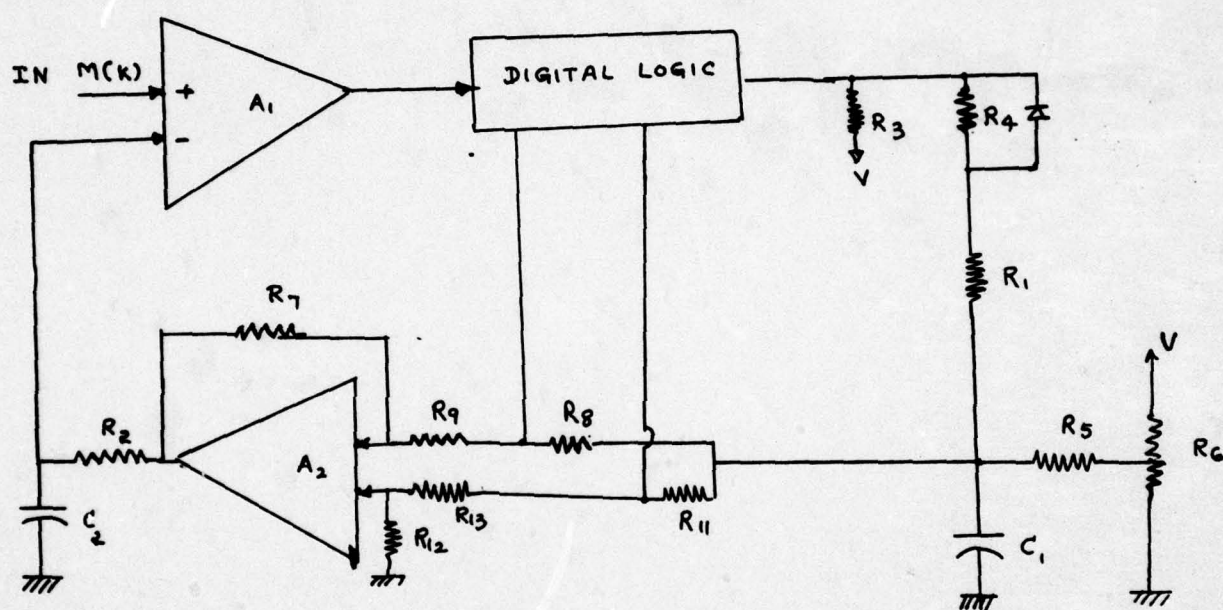 IN M(K)
+
A1
-
DIGITAL LOGIC
R3
V
R4
R1
R7
V
R2
A2
R9
R8
R5
R6
C2
R12
R13
R11
C1